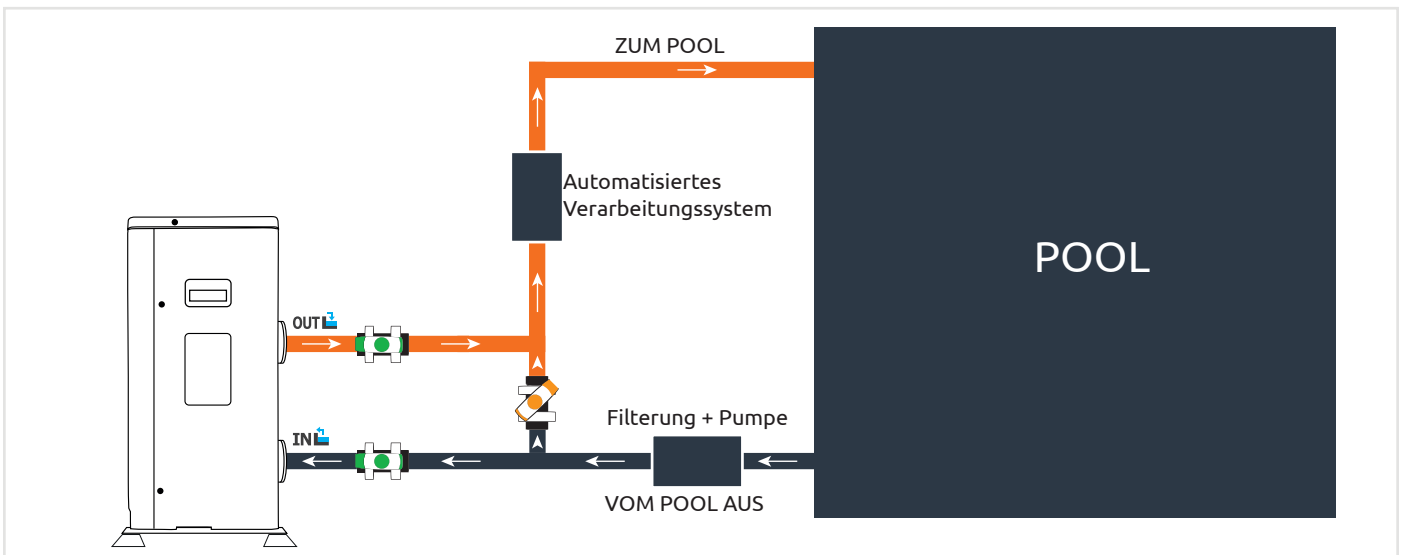 ZUM POOL
Automatisiertes
Verarbeitungssystem
POOL
OUT
IN
Filterung + Pumpe
VOM POOL AUS